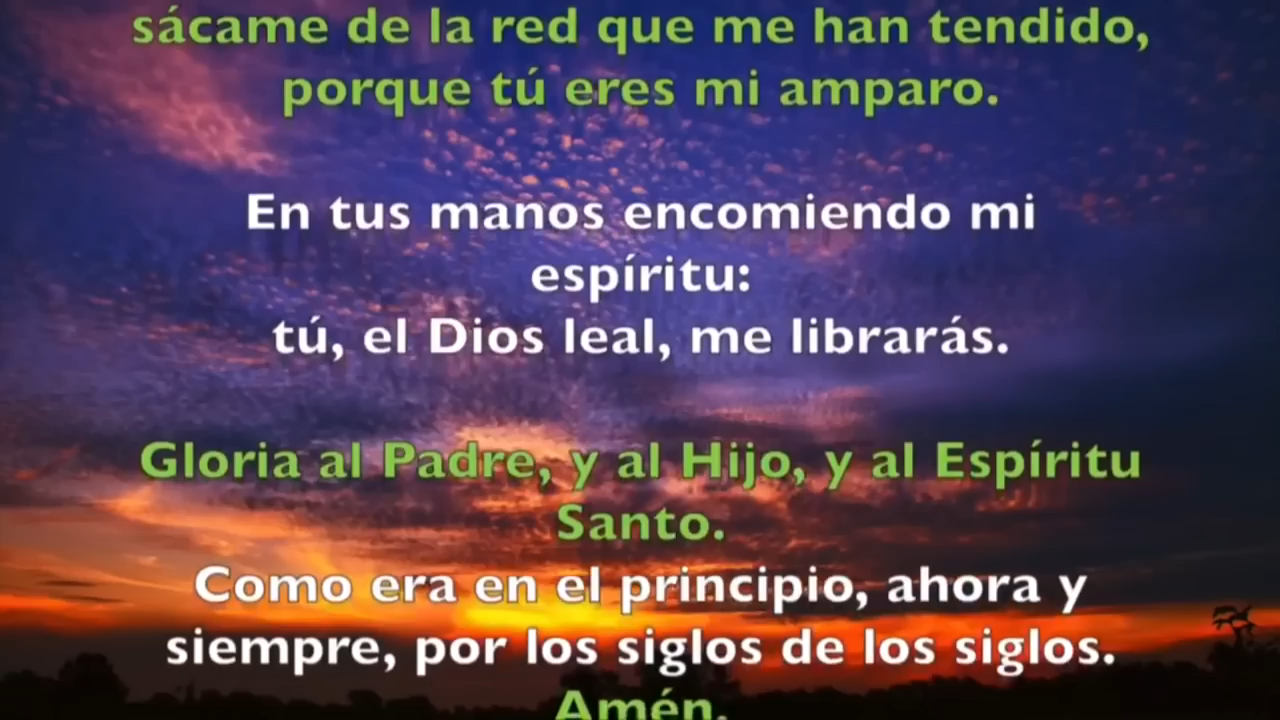 sácame de la red que me han tendido,
porque tú eres mi amparo.
En tus manos encomiendo mi
espíritu:
tú, el Dios leal, me librarás.
Gloria al Padre, y al Hijo, y al Espíritu
Santo.
Como era en el principio, ahora y
siempre, por los siglos de los siglos.
Amén.